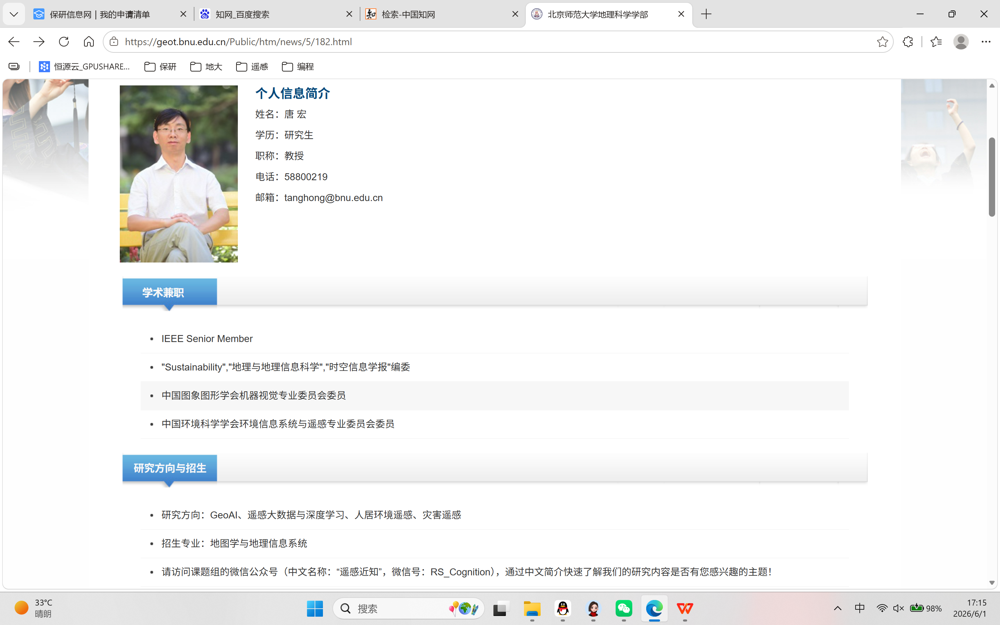 保研信息网 | 我的申请清单
知网_百度搜索
检索-中国知网
北京师范大学地理科学学部
https://geot.bnu.edu.cn/Public/htm/news/5/182.html
恒源云_GPUSHARE...
保研
地大
遥感
编程
个人信息简介
姓名：唐 宏
学历：研究生
职称：教授
电话：58800219
邮箱：tanghong@bnu.edu.cn
学术兼职
• IEEE Senior Member
• "Sustainability","地理与地理信息科学","时空信息学报"编委
• 中国图象图形学会机器视觉专业委员会委员
• 中国环境科学学会环境信息系统与遥感专业委员会委员
研究方向与招生
• 研究方向：GeoAI、遥感大数据与深度学习、人居环境遥感、灾害遥感
• 招生专业：地图学与地理信息系统
• 请访问课题组的微信公众号（中文名称：“遥感近知”，微信号：RS_Cognition），通过中文简介快速了解我们的研究内容是否有您感兴趣的主题！
33°C
晴朗
搜索
中
98%
17:15
2026/6/1